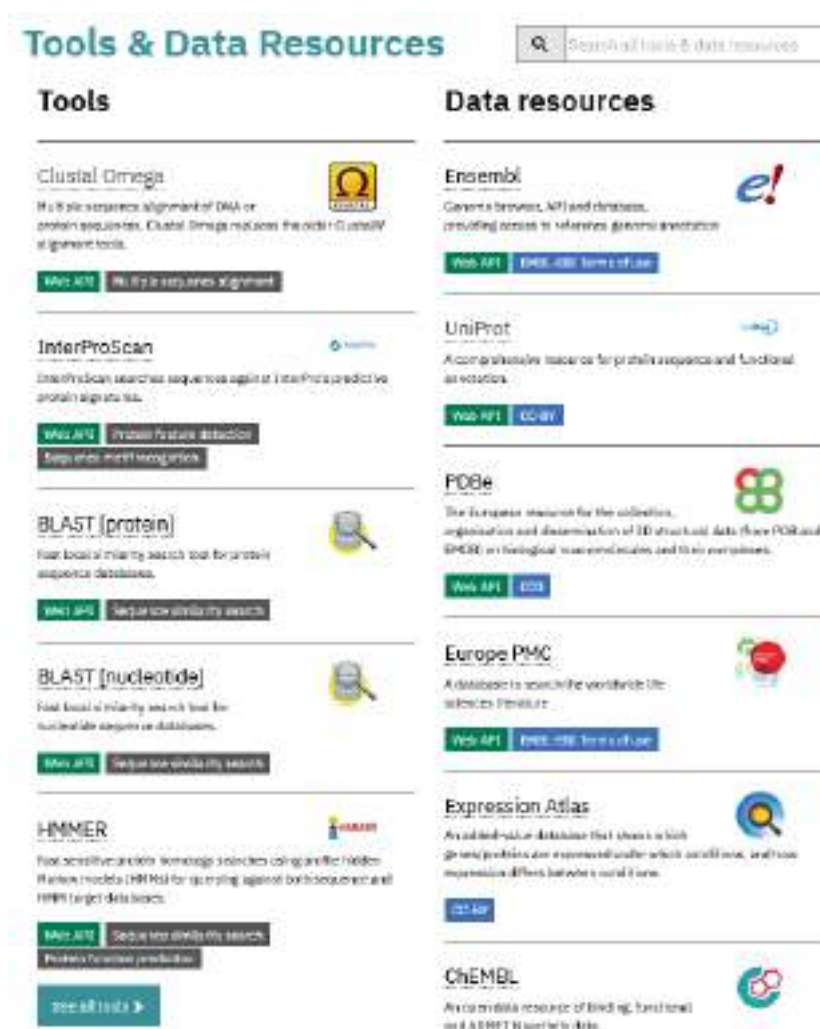 Tools & Data Resources
Search all tools & data resources
Tools
Clustal Omega
Multiple sequence alignment of DNA or
protein sequences. Clustal Omega replaces the older ClustalW
alignment tools.
Web API Multiple sequence alignment
InterProScan
InterProScan searches sequences against InterPro's predictive
protein signatures.
Web API Protein feature detection
Sequence motif recognition
BLAST [protein]
Fast local similarity search tool for protein
sequence databases.
Web API Sequence similarity search
BLAST [nucleotide]
Fast local similarity search tool for
nucleotide sequence databases.
Web API Sequence similarity search
HMMER
HMMER
Fast sensitive protein homology searches using profile hidden
Markov models (HMMs) for querying against both sequence and
HMM target databases.
Web API Sequence similarity search
Protein function prediction
See all tools
Data resources
Ensembl
e!
Genome browser, API and database,
providing access to reference genome annotation
Web API EMBL-EBI Terms of use
UniProt
A comprehensive resource for protein sequence and functional
annotation.
Web API CC-BY
PDBe
The European resource for the collection,
organisation and dissemination of 3D structural data (from PDB and
EMDB) on biological macromolecules and their complexes.
Web API CC0
Europe PMC
A database to search the worldwide life
sciences literature
Web API EMBL-EBI Terms of use
Expression Atlas
An added-value database that shows which
genes/proteins are expressed under which conditions, and how
expression differs between conditions.
CC-BY
ChEMBL
An open data resource of binding, functional
and ADMET bioactivity data.